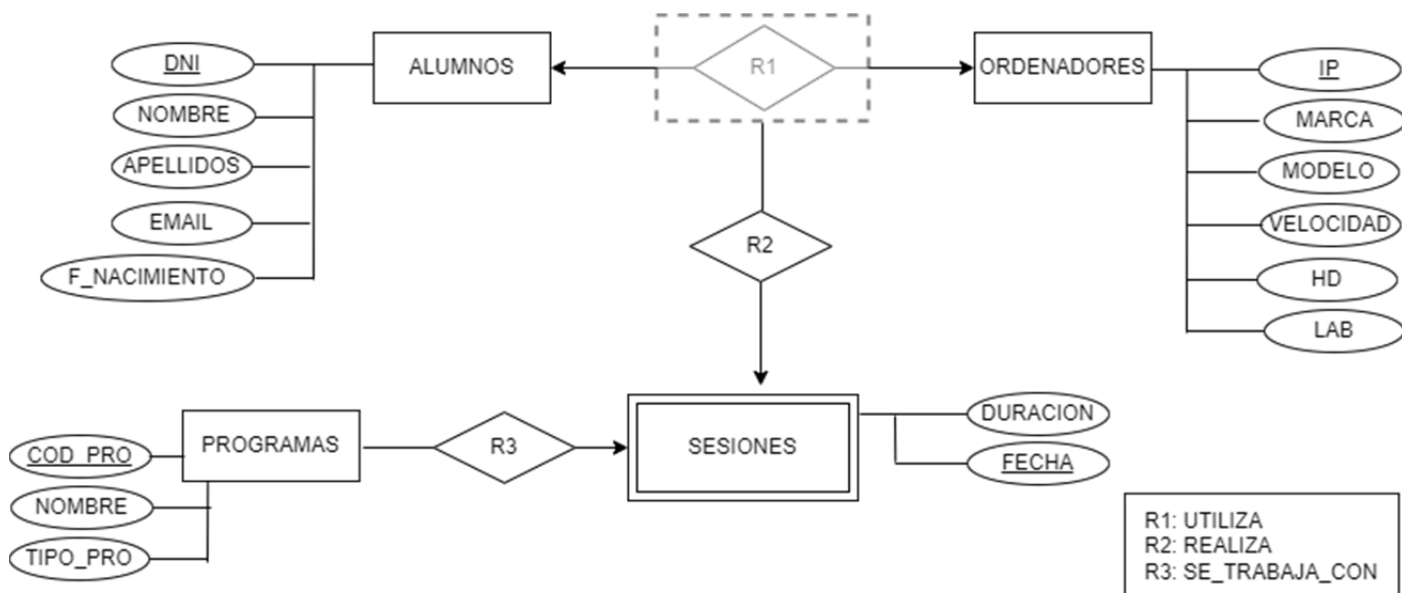 DNI
NOMBRE
APELLIDOS
EMAIL
F_NACIMIENTO
ALUMNOS
R1
ORDENADORES
IP
MARCA
MODELO
VELOCIDAD
HD
LAB
R2
COD_PRO
NOMBRE
TIPO_PRO
PROGRAMAS
R3
SESIONES
DURACION
FECHA
R1: UTILIZA
R2: REALIZA
R3: SE_TRABAJA_CON